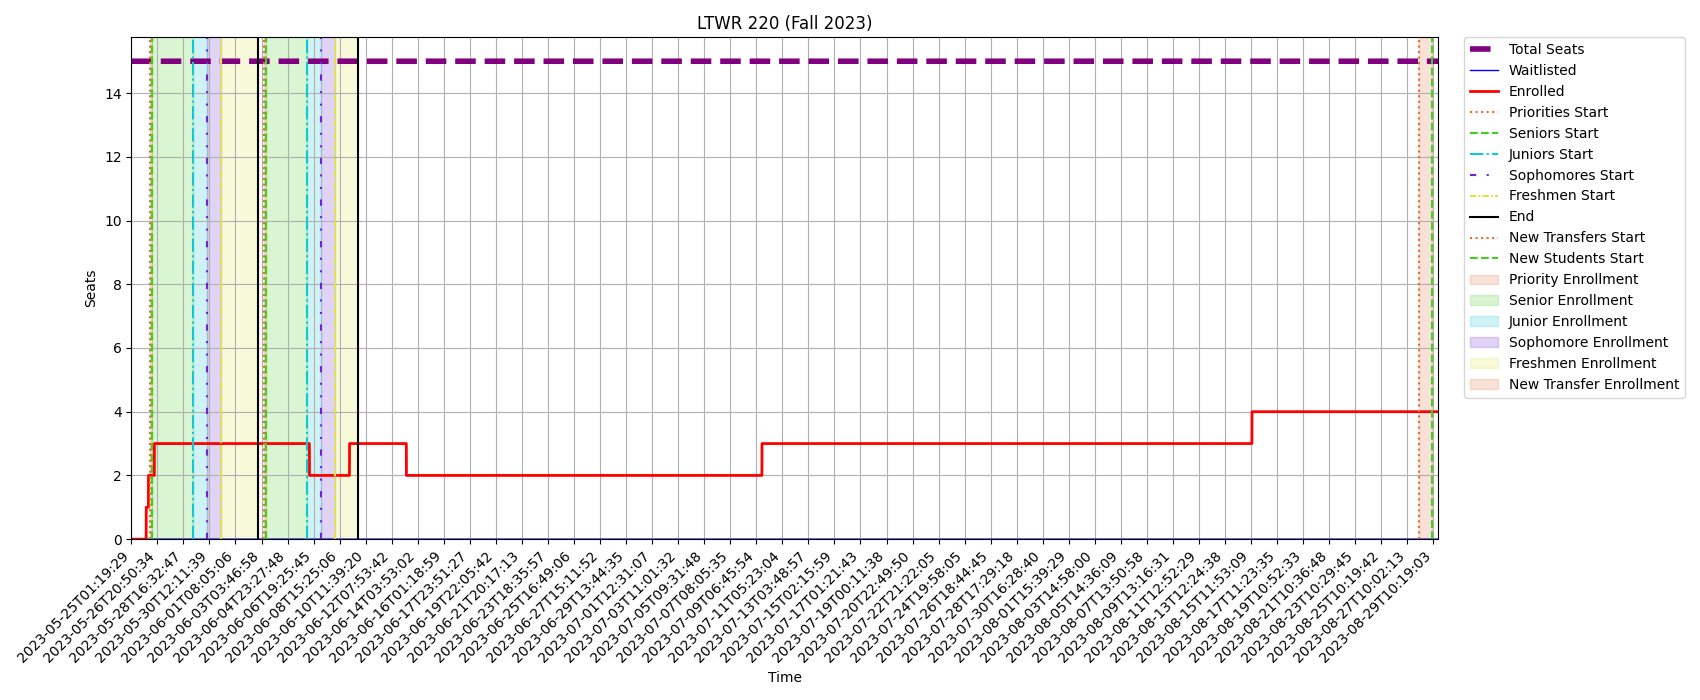 LTWR 220 (Fall 2023)
Seats
14
12
10
8
6
4
2
0
2023-05-25T01:19:29
2023-05-26T20:50:34
2023-05-28T16:32:47
2023-05-30T12:11:39
2023-06-01T08:05:06
2023-06-03T03:46:58
2023-06-04T23:27:48
2023-06-06T19:25:45
2023-06-08T15:25:06
2023-06-10T11:39:20
2023-06-12T07:53:42
2023-06-14T03:53:02
2023-06-16T01:18:59
2023-06-17T23:51:27
2023-06-19T22:05:42
2023-06-21T20:17:13
2023-06-23T18:35:57
2023-06-25T16:49:06
2023-06-27T15:11:52
2023-06-29T13:44:35
2023-07-01T12:31:07
2023-07-03T11:01:32
2023-07-05T09:31:48
2023-07-07T08:05:35
2023-07-09T06:45:54
2023-07-11T05:23:04
2023-07-13T03:48:57
2023-07-15T02:15:59
2023-07-17T01:21:43
2023-07-19T00:11:38
2023-07-20T22:49:50
2023-07-22T21:22:05
2023-07-24T19:58:05
2023-07-26T18:44:45
2023-07-28T17:29:18
2023-07-30T16:28:40
2023-08-01T15:39:29
2023-08-03T14:58:00
2023-08-05T14:36:09
2023-08-07T13:50:58
2023-08-09T13:16:31
2023-08-11T12:52:29
2023-08-13T12:24:38
2023-08-15T11:53:09
2023-08-17T11:23:35
2023-08-19T10:52:33
2023-08-21T10:36:48
2023-08-23T10:29:45
2023-08-25T10:19:42
2023-08-27T10:02:13
2023-08-29T10:19:03
Time
Total Seats
Waitlisted
Enrolled
Priorities Start
Seniors Start
Juniors Start
Sophomores Start
Freshmen Start
End
New Transfers Start
New Students Start
Priority Enrollment
Senior Enrollment
Junior Enrollment
Sophomore Enrollment
Freshmen Enrollment
New Transfer Enrollment